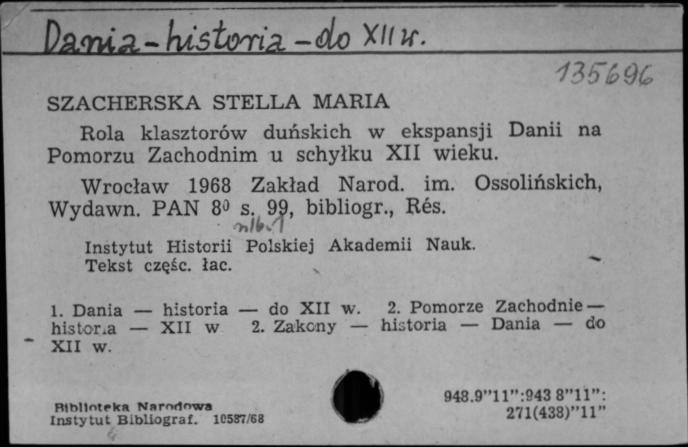 Dania - historia - do XII w.
135696
SZACHERSKA STELLA MARIA
Rola klasztorów duńskich w ekspansji Danii na
Pomorzu Zachodnim u schyłku XII wieku.
Wrocław 1968 Zakład Narod. im. Ossolińskich,
Wydawn. PAN 8⁰ s. 99, bibliogr., Rés.
nlb. 1
Instytut Historii Polskiej Akademii Nauk.
Tekst częśc. łac.
1. Dania — historia — do XII w. 2. Pomorze Zachodnie —
histor.a — XII w 2. Zakony — historia — Dania — do
XII w.
948.9"11":943 8"11":
271(438)"11"
Biblioteka Narodowa
Instytut Bibliograf. 10587/68